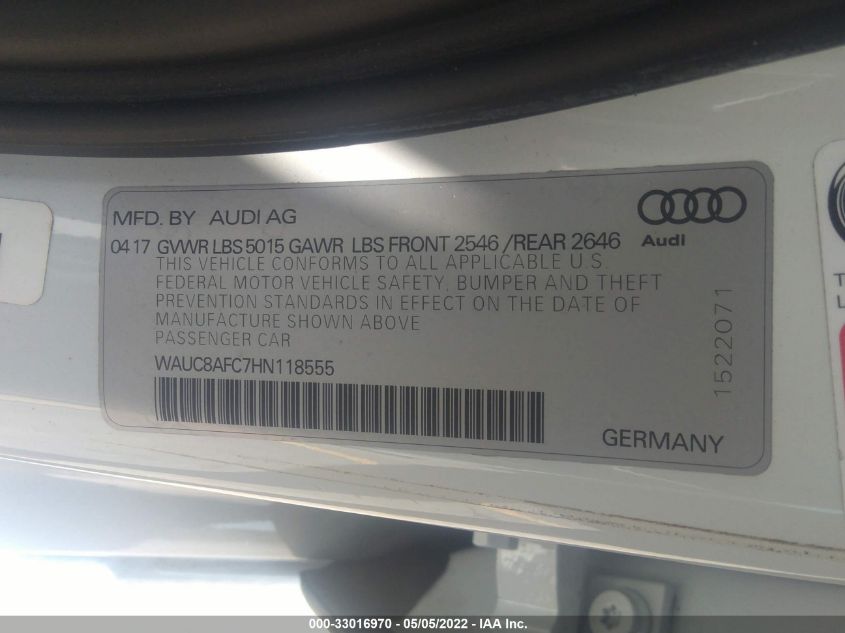 MFD. BY AUDI AG
Audi
04 17 GVWR LBS 5015 GAWR LBS FRONT 2546 /REAR 2646
THIS VEHICLE CONFORMS TO ALL APPLICABLE U.S.
FEDERAL MOTOR VEHICLE SAFETY, BUMPER AND THEFT
PREVENTION STANDARDS IN EFFECT ON THE DATE OF
MANUFACTURE SHOWN ABOVE
PASSENGER CAR
WAUC8AFC7HN118555
1522071
GERMANY
000-33016970 - 05/05/2022 - IAA Inc.